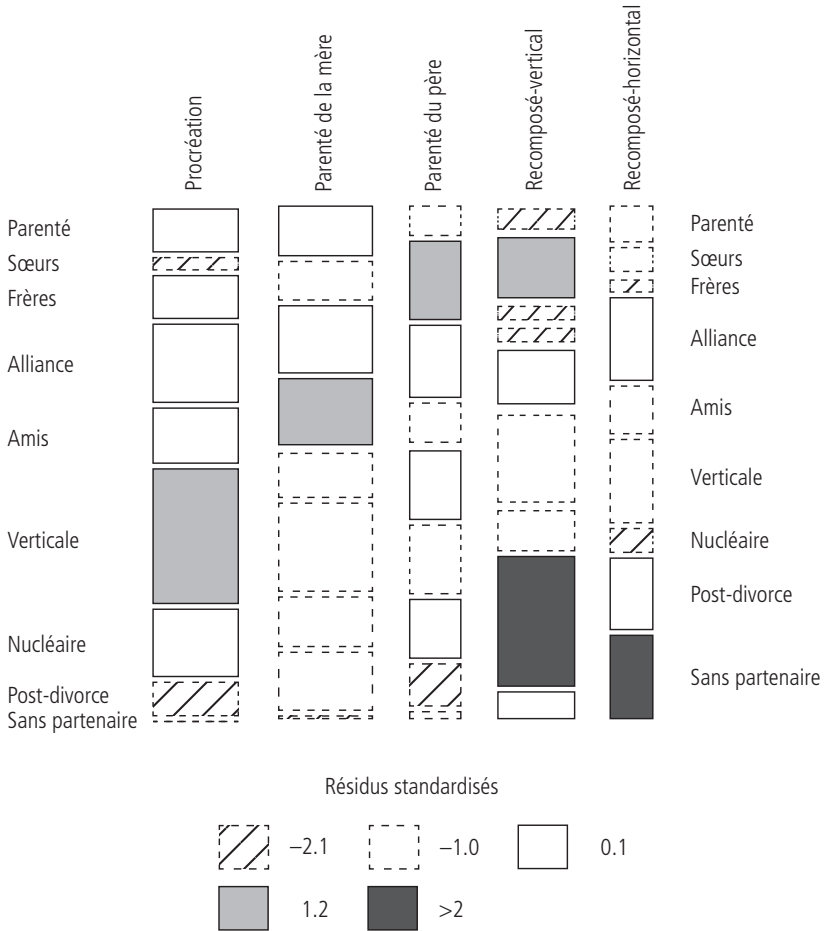 Procréation
Parenté de la mère
Parenté du père
Recomposé-vertical
Recomposé-horizontal
Parenté
Sœurs
Frères
Alliance
Amis
Verticale
Nucléaire
Post-divorce
Sans partenaire
Parenté
Sœurs
Frères
Alliance
Amis
Verticale
Nucléaire
Post-divorce
Sans partenaire
Résidus standardisés
–2.1
–1.0
0.1
1.2
>2